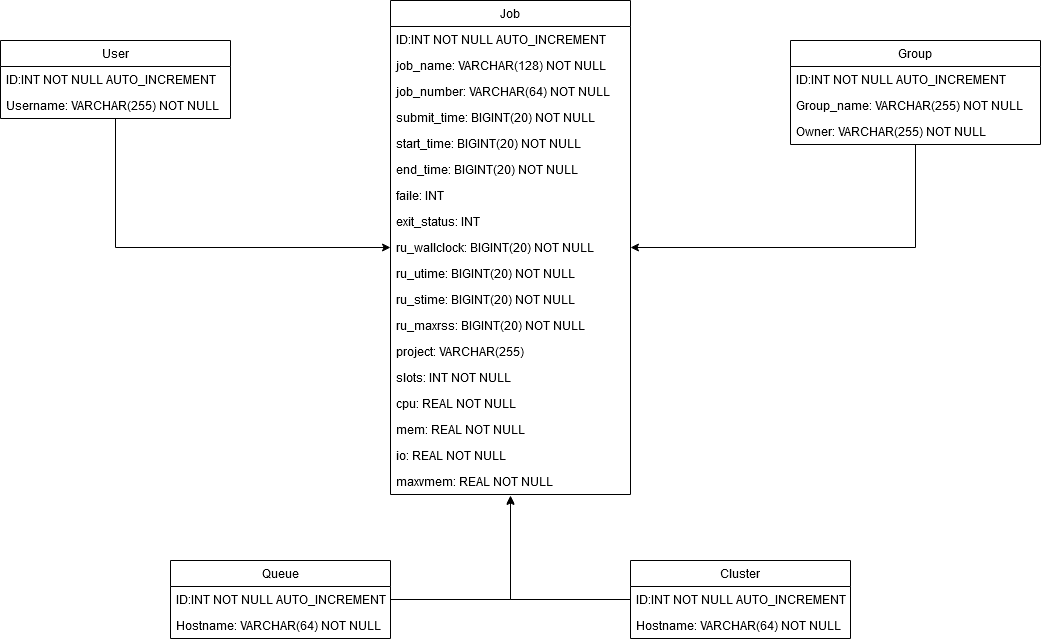 Job
ID:INT NOT NULL AUTO_INCREMENT
job_name: VARCHAR(128) NOT NULL
job_number: VARCHAR(64) NOT NULL
submit_time: BIGINT(20) NOT NULL
start_time: BIGINT(20) NOT NULL
end_time: BIGINT(20) NOT NULL
faile: INT
exit_status: INT
ru_wallclock: BIGINT(20) NOT NULL
ru_utime: BIGINT(20) NOT NULL
ru_stime: BIGINT(20) NOT NULL
ru_maxrss: BIGINT(20) NOT NULL
project: VARCHAR(255)
slots: INT NOT NULL
cpu: REAL NOT NULL
mem: REAL NOT NULL
io: REAL NOT NULL
maxvmem: REAL NOT NULL
User
ID:INT NOT NULL AUTO_INCREMENT
Username: VARCHAR(255) NOT NULL
Group
ID:INT NOT NULL AUTO_INCREMENT
Group_name: VARCHAR(255) NOT NULL
Owner: VARCHAR(255) NOT NULL
Queue
ID:INT NOT NULL AUTO_INCREMENT
Hostname: VARCHAR(64) NOT NULL
Cluster
ID:INT NOT NULL AUTO_INCREMENT
Hostname: VARCHAR(64) NOT NULL